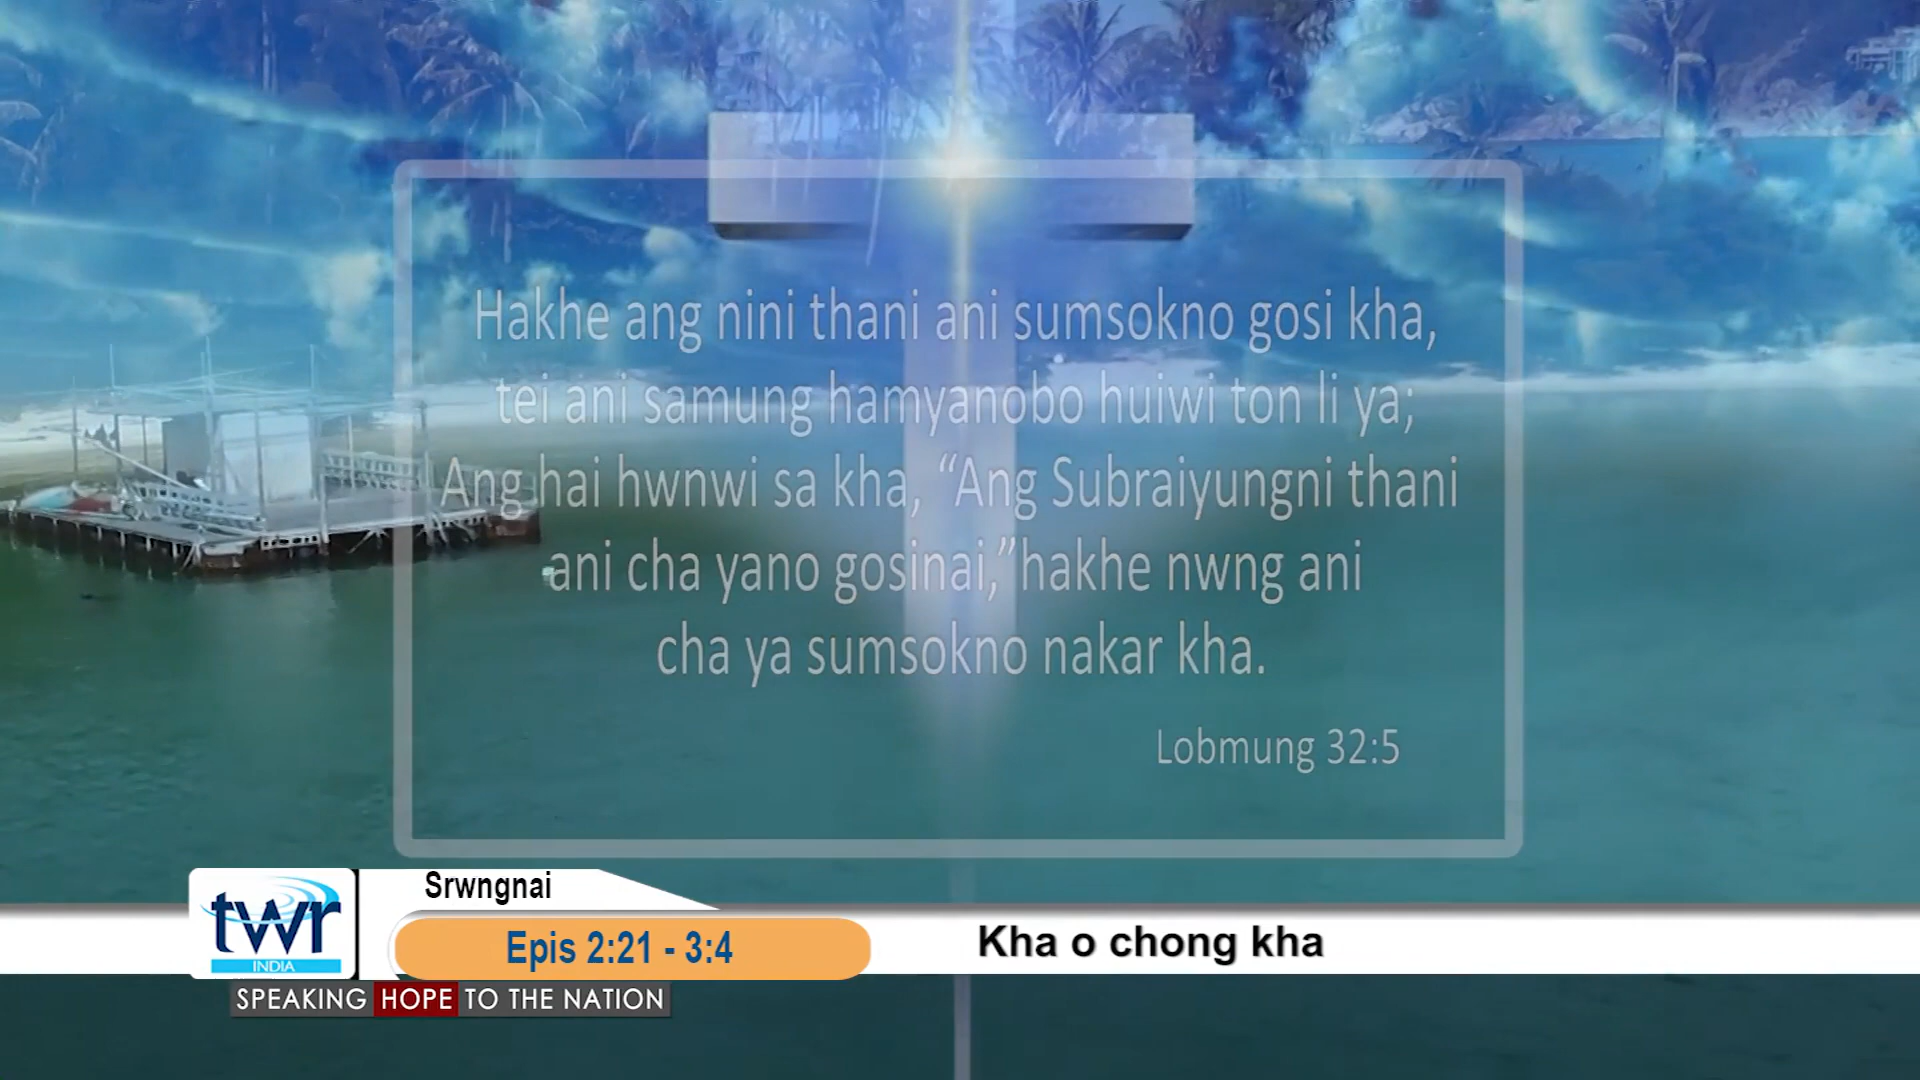 Hakhe ang nini thani ani sumsokno gosi kha,
tei ani samung hamyanobo huiwi ton li ya;
Ang hai hwnwi sa kha, “Ang Subraiyungni thani
ani cha yano gosinai,”hakhe nwng ani
cha ya sumsokno nakar kha.
Lobmung 32:5
Srwngnai
twr
INDIA
Epis 2:21 - 3:4
Kha o chong kha
SPEAKING HOPE TO THE NATION